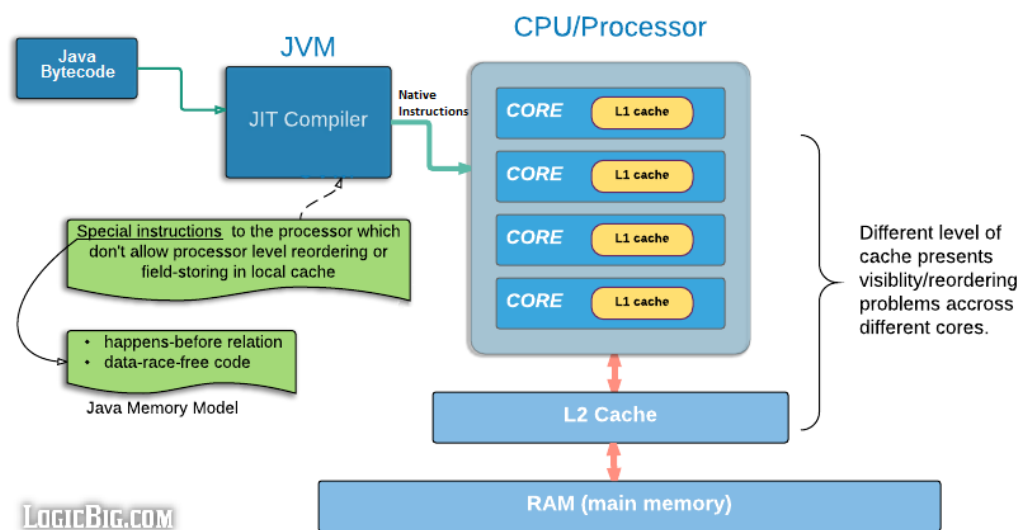 CPU/Processor
JVM
Java
Bytecode
JIT Compiler
Native
Instructions
CORE
L1 cache
CORE
L1 cache
CORE
L1 cache
CORE
L1 cache
Special instructions to the processor which
don't allow processor level reordering or
field-storing in local cache
• happens-before relation
• data-race-free code
Java Memory Model
Different level of
cache presents
visiblity/reordering
problems accross
different cores.
L2 Cache
RAM (main memory)
LogicBig.com